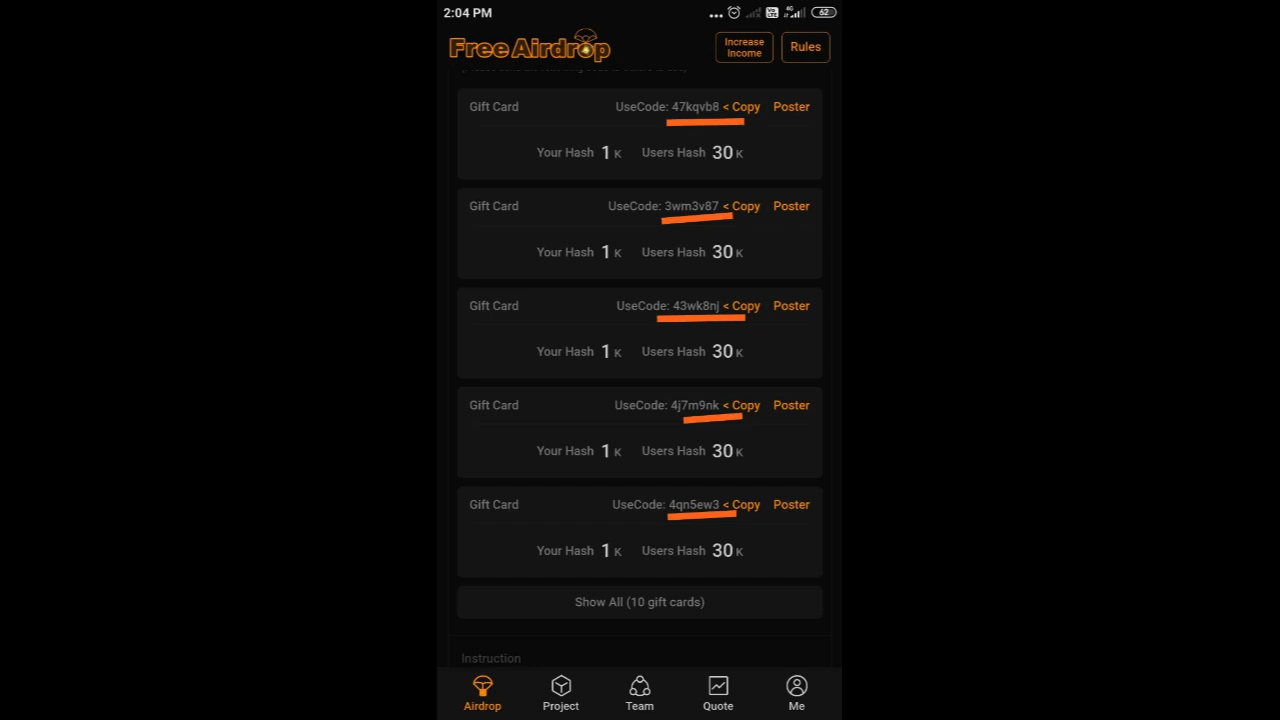 2:04 PM
62
Free Airdrop
Increase
Income
Rules
Gift Card UseCode: 47kqvb8 < Copy Poster
Your Hash 1 K Users Hash 30 K
Gift Card UseCode: 3wm3v87 < Copy Poster
Your Hash 1 K Users Hash 30 K
Gift Card UseCode: 43wk8nj < Copy Poster
Your Hash 1 K Users Hash 30 K
Gift Card UseCode: 4j7m9nk < Copy Poster
Your Hash 1 K Users Hash 30 K
Gift Card UseCode: 4qn5ew3 < Copy Poster
Your Hash 1 K Users Hash 30 K
Show All (10 gift cards)
Instruction
Airdrop Project Team Quote Me